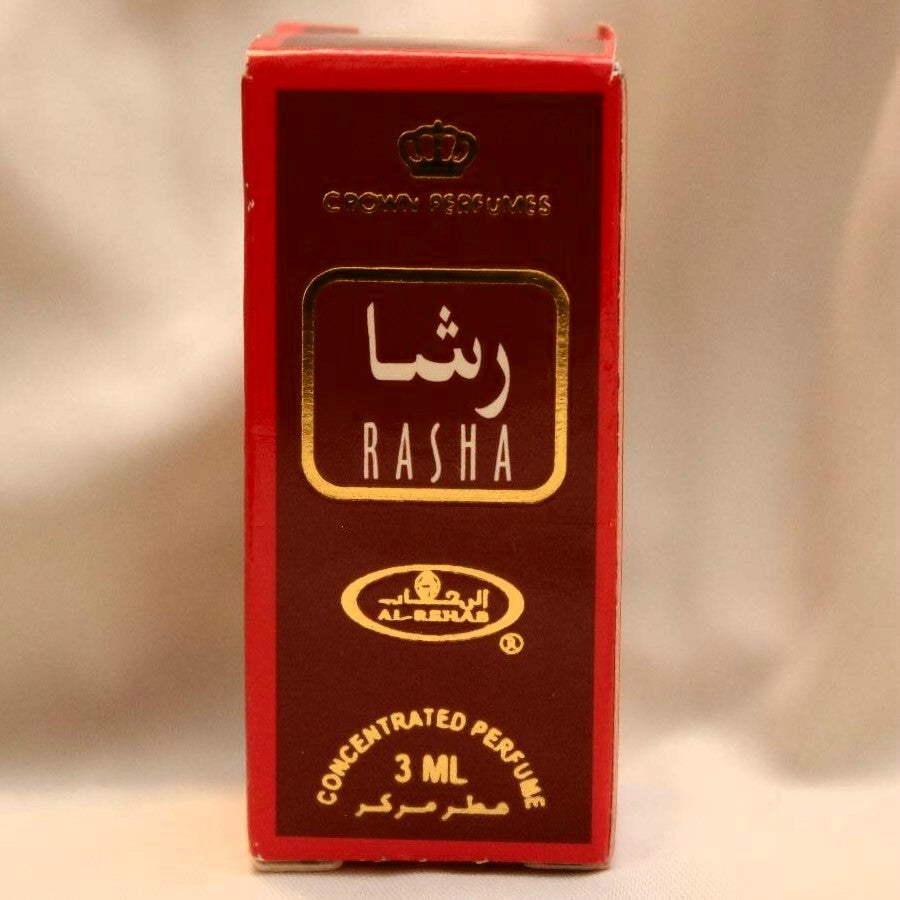 CROWN PERFUMES
رشا
RASHA
الرحاب
AL-REHAB
®
CONCENTRATED PERFUME
3 ML
عطر مركز